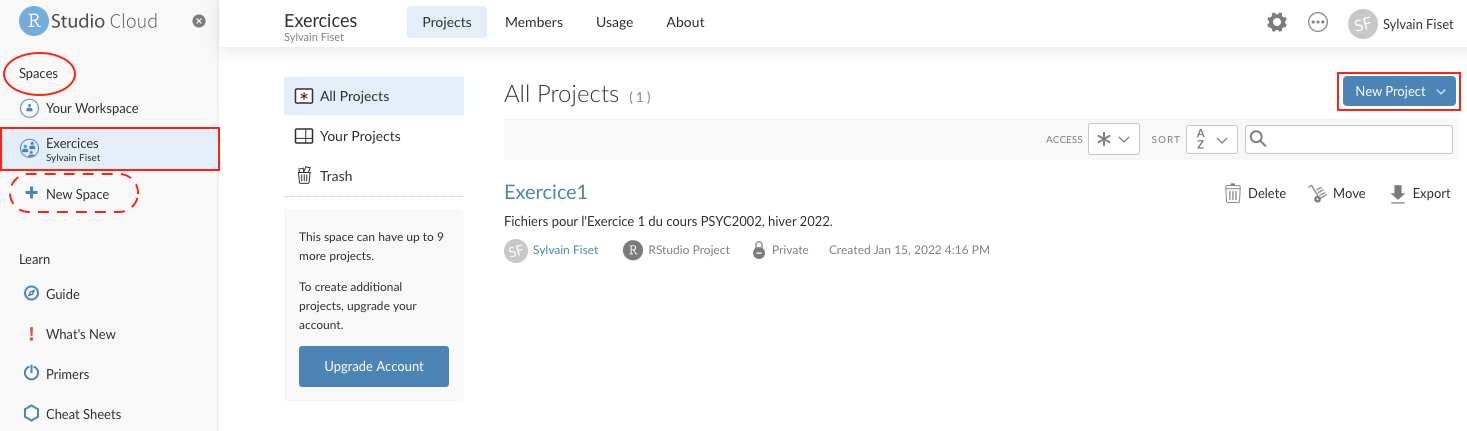 R Studio Cloud
Spaces
Your Workspace
Exercices
Sylvain Fiset
New Space
Learn
Guide
What's New
Primers
Cheat Sheets
Exercices
Sylvain Fiset
Projects Members Usage About
SF Sylvain Fiset
All Projects
Your Projects
Trash
This space can have up to 9
more projects.
To create additional
projects, upgrade your
account.
Upgrade Account
All Projects (1)
New Project
ACCESS SORT A Z
Exercice1
Delete Move Export
Fichiers pour l'Exercice 1 du cours PSYC2002, hiver 2022.
SF Sylvain Fiset R RStudio Project Private Created Jan 15, 2022 4:16 PM